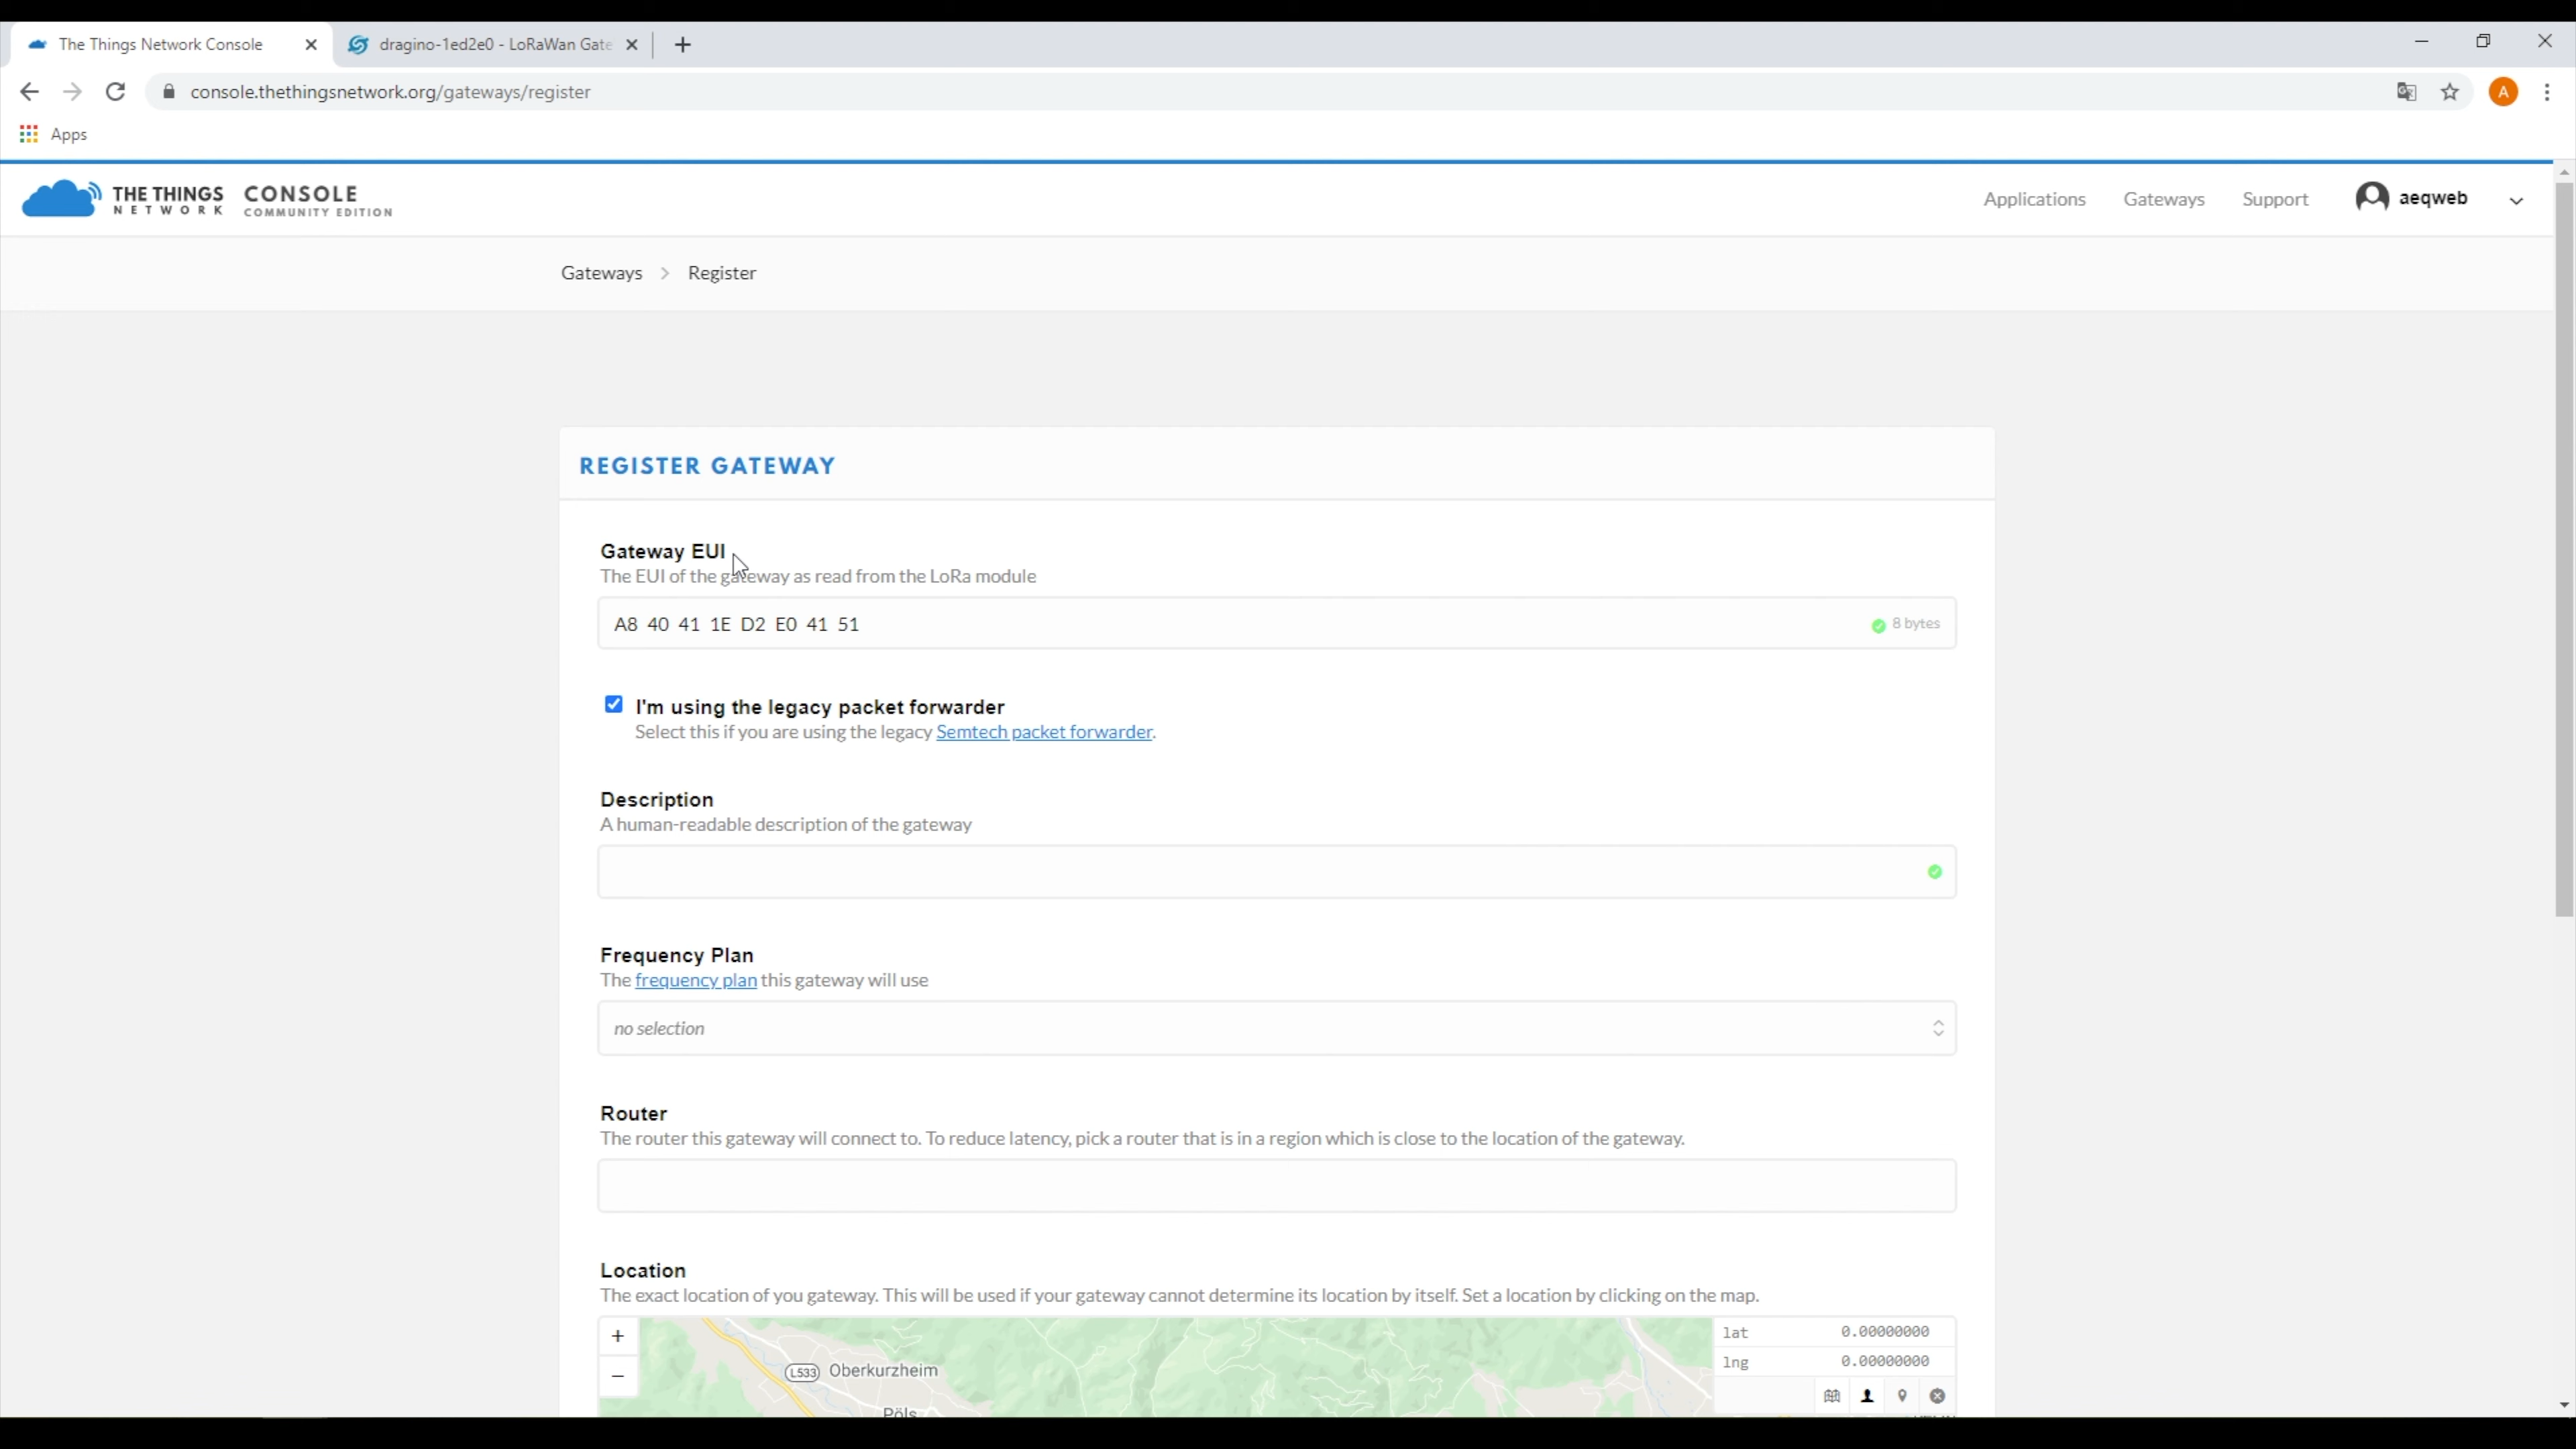 The Things Network Console
dragino-1ed2e0 - LoRaWan Gate
console.thethingsnetwork.org/gateways/register
A
Apps
THE THINGS NETWORK CONSOLE COMMUNITY EDITION
Applications Gateways Support aeqweb
Gateways > Register
REGISTER GATEWAY
Gateway EUI
The EUI of the gateway as read from the LoRa module
A8 40 41 1E D2 E0 41 51 8 bytes
I'm using the legacy packet forwarder
Select this if you are using the legacy Semtech packet forwarder.
Description
A human-readable description of the gateway
Frequency Plan
The frequency plan this gateway will use
no selection
Router
The router this gateway will connect to. To reduce latency, pick a router that is in a region which is close to the location of the gateway.
Location
The exact location of you gateway. This will be used if your gateway cannot determine its location by itself. Set a location by clicking on the map.
+ lat 0.00000000
L533 Oberkurzheim lng 0.00000000
−
Pöls